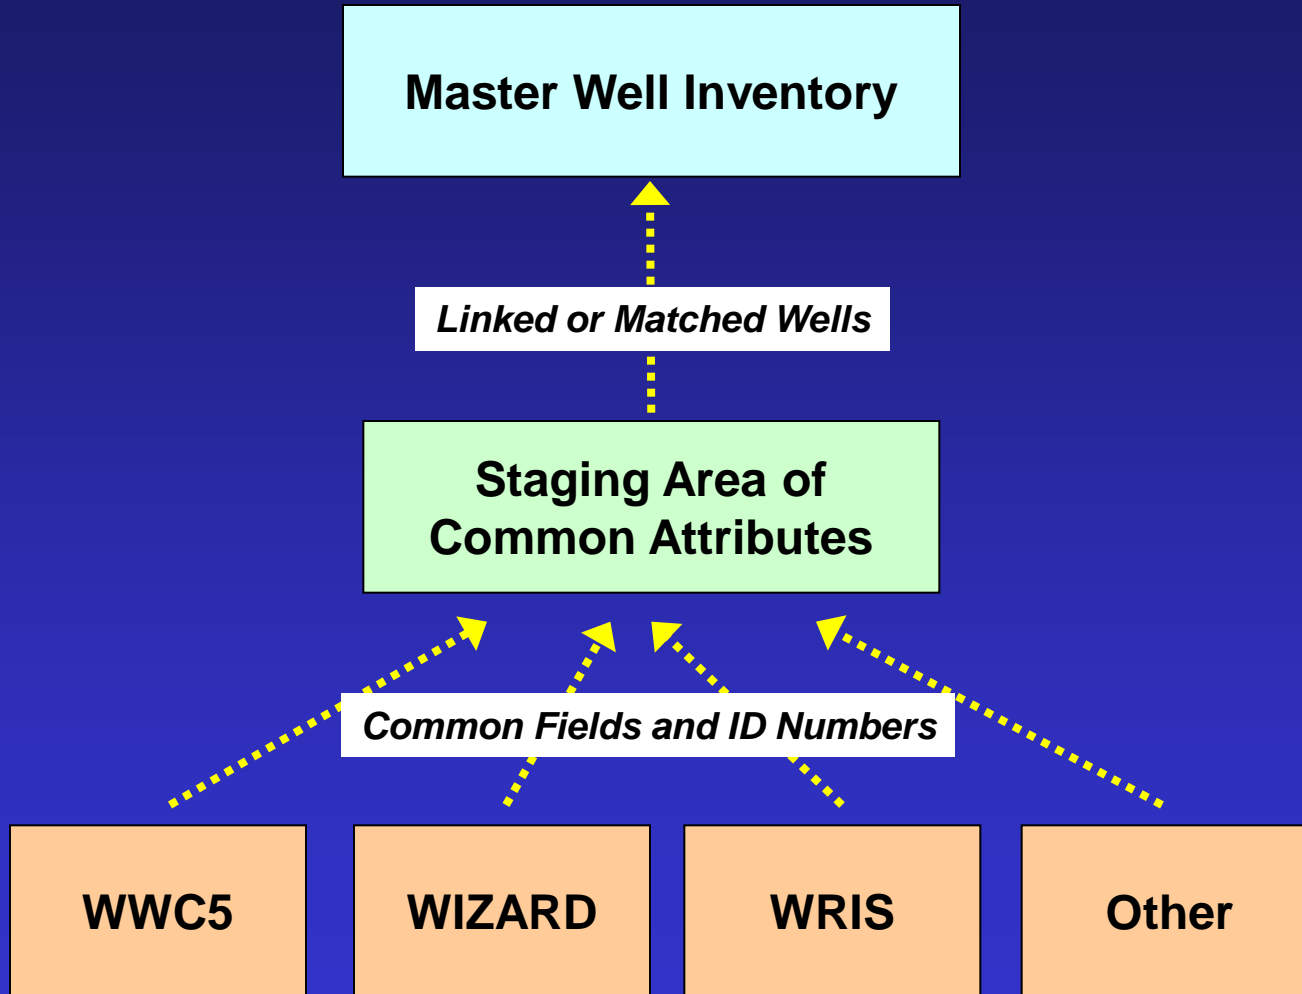 Master Well Inventory
Linked or Matched Wells
Staging Area of
Common Attributes
Common Fields and ID Numbers
WWC5
WIZARD
WRIS
Other